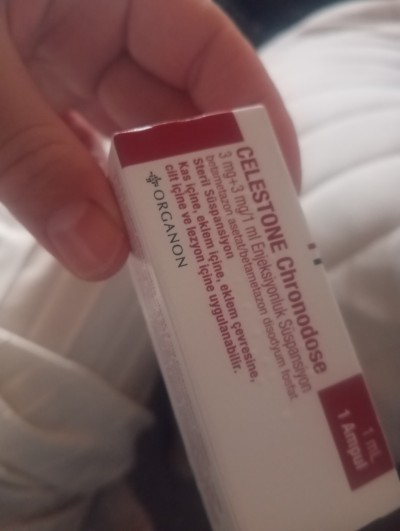 CELESTONE Chronodose
3 mg+3 mg/1 ml Enjeksiyonluk Süspansiyon
betametazon asetat/betametazon disodyum fosfat
Steril Süspansiyon
Kas içine, eklem içine, eklem çevresine,
cilt içine ve lezyon içine uygulanabilir.
ORGANON
1 mL
1 Ampul